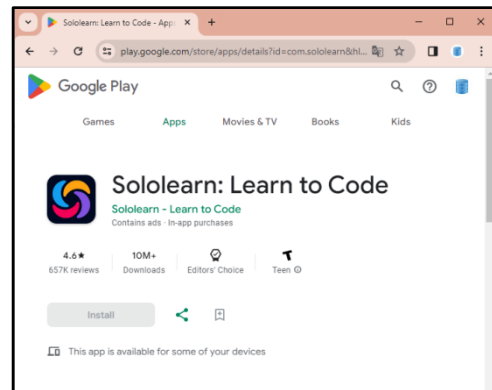 Sololearn: Learn to Code - App
play.google.com/store/apps/details?id=com.sololearn&hl...
Google Play
Games Apps Movies & TV Books Kids
Sololearn: Learn to Code
Sololearn - Learn to Code
Contains ads · In-app purchases
4.6★ 10M+
657K reviews Downloads Editors' Choice Teen
Install
This app is available for some of your devices